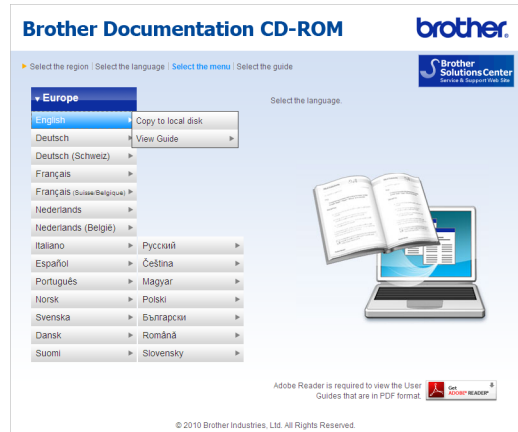 Brother Documentation CD-ROM
brother.
Select the region | Select the language | Select the menu | Select the guide
Brother
Solutions Center
Service & Support Web Site
Europe
Select the language.
English
Copy to local disk
Deutsch
View Guide
Deutsch (Schweiz)
Français
Français (Suisse/Belgique)
Nederlands
Nederlands (België)
Italiano
Русский
Español
Čeština
Português
Magyar
Norsk
Polski
Svenska
Български
Dansk
Română
Suomi
Slovensky
Adobe Reader is required to view the User
Guides that are in PDF format.
Get
ADOBE® READER®
© 2010 Brother Industries, Ltd. All Rights Reserved.